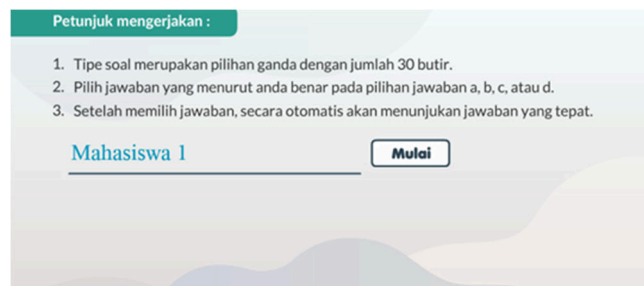 Petunjuk mengerjakan :
1. Tipe soal merupakan pilihan ganda dengan jumlah 30 butir.
2. Pilih jawaban yang menurut anda benar pada pilihan jawaban a, b, c, atau d.
3. Setelah memilih jawaban, secara otomatis akan menunjukan jawaban yang tepat.
Mahasiswa 1
Mulai